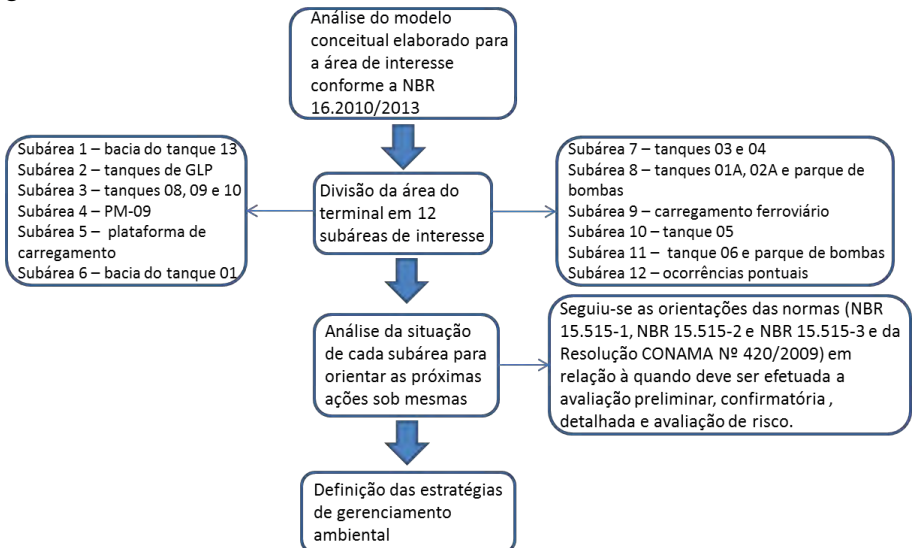 Análise do modelo
conceitual elaborado para
a área de interesse
conforme a NBR
16.2010/2013
Subárea 1 – bacia do tanque 13
Subárea 2 – tanques de GLP
Subárea 3 – tanques 08, 09 e 10
Subárea 4 – PM-09
Subárea 5 – plataforma de
carregamento
Subárea 6 – bacia do tanque 01
Divisão da área do
terminal em 12
subáreas de interesse
Subárea 7 – tanques 03 e 04
Subárea 8 – tanques 01A, 02A e parque de
bombas
Subárea 9 – carregamento ferroviário
Subárea 10 – tanque 05
Subárea 11 – tanque 06 e parque de bombas
Subárea 12 – ocorrências pontuais
Análise da situação
de cada subárea para
orientar as próximas
ações sob mesmas
Seguiu-se as orientações das normas (NBR
15.515-1, NBR 15.515-2 e NBR 15.515-3 e da
Resolução CONAMA Nº 420/2009) em
relação à quando deve ser efetuada a
avaliação preliminar, confirmatória ,
detalhada e avaliação de risco.
Definição das estratégias
de gerenciamento
ambiental